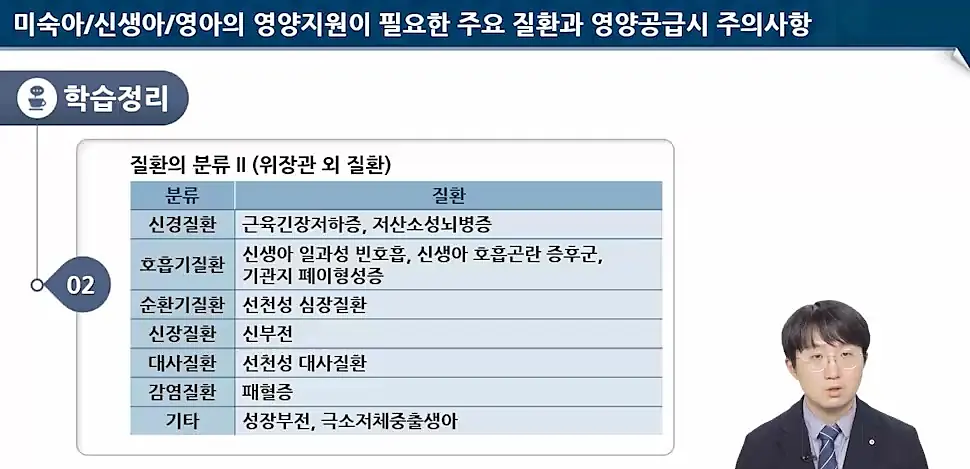 미숙아/신생아/영아의 영양지원이 필요한 주요 질환과 영양공급시 주의사항
학습정리
02
질환의 분류 II (위장관 외 질환)
분류 질환
신경질환 근육긴장저하증, 저산소성뇌병증
호흡기질환 신생아 일과성 빈호흡, 신생아 호흡곤란 증후군,
기관지 폐이형성증
순환기질환 선천성 심장질환
신장질환 신부전
대사질환 선천성 대사질환
감염질환 패혈증
기타 성장부전, 극소저체중출생아